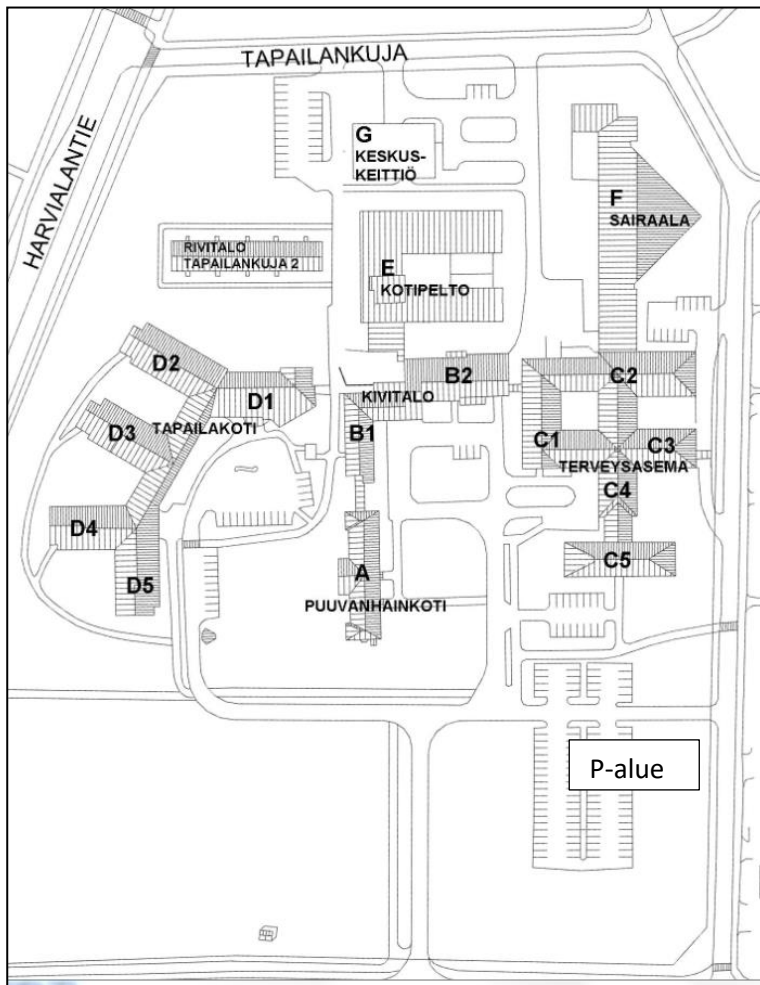 TAPAILANKUJA
HARVIALANTIE
G
KESKUS-
KEITTIÖ
F
SAIRAALA
RIVITALO
TAPAILANKUJA 2
E
KOTIPELTO
D2
D1
B2
C2
KIVITALO
D3
TAPAILAKOTI
B1
C1
C3
TERVEYSASEMA
C4
D4
D5
A
C5
PUUVANHAINKOTI
P-alue